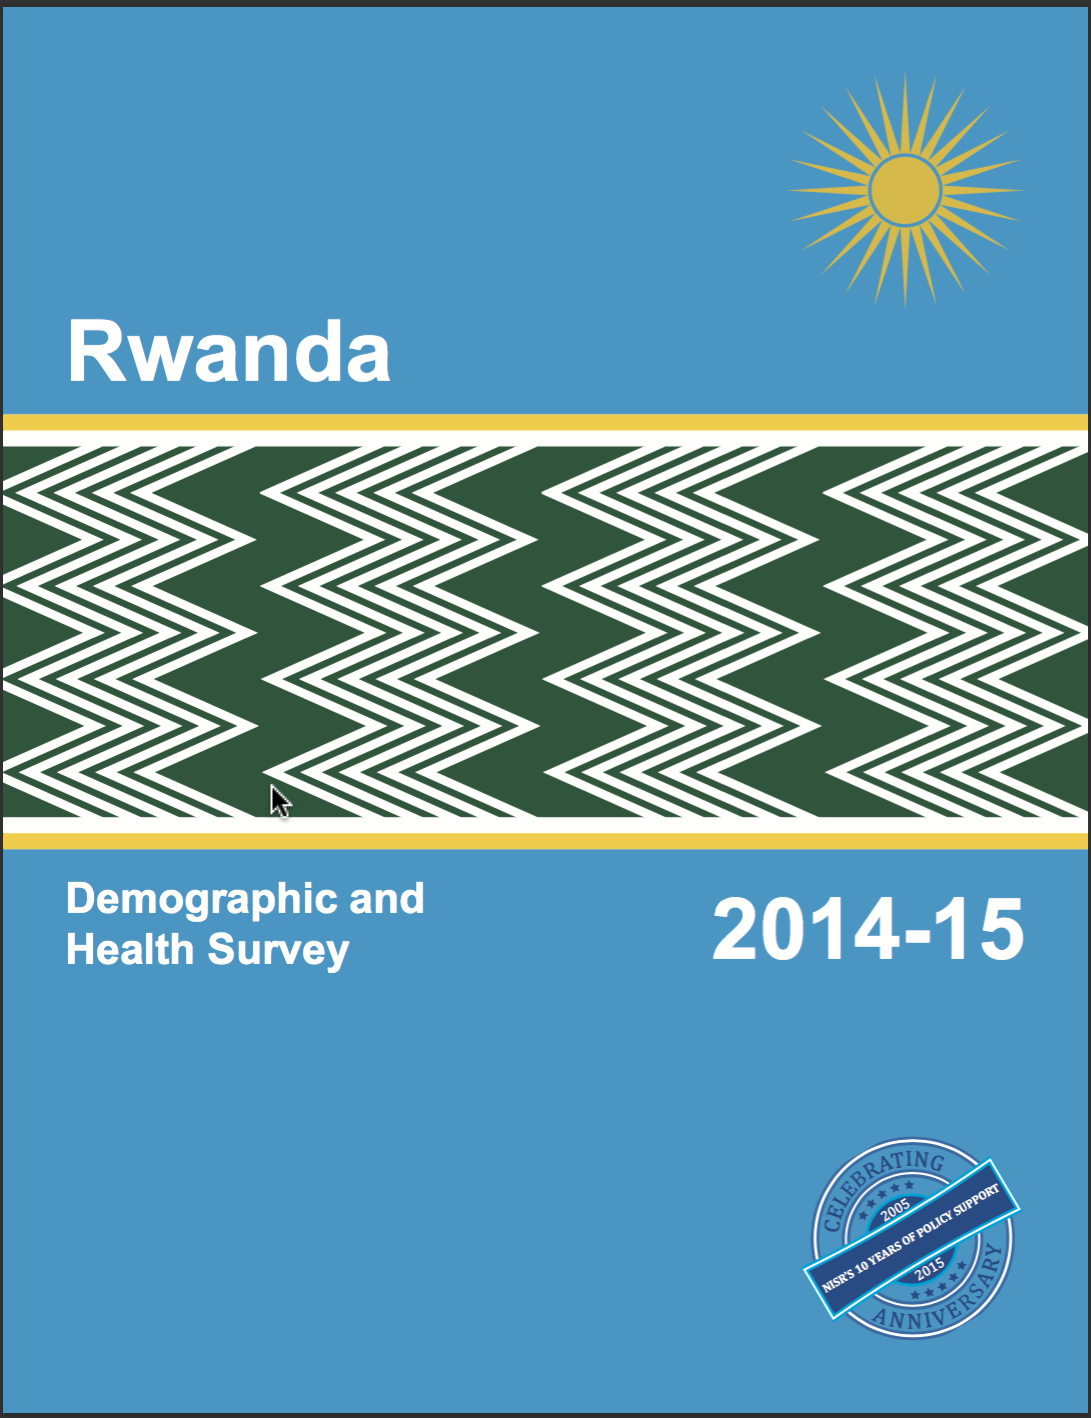 Rwanda
Demographic and
Health Survey
2014-15
CELEBRATING
2005
NISR'S 10 YEARS OF POLICY SUPPORT
2015
ANNIVERSARY